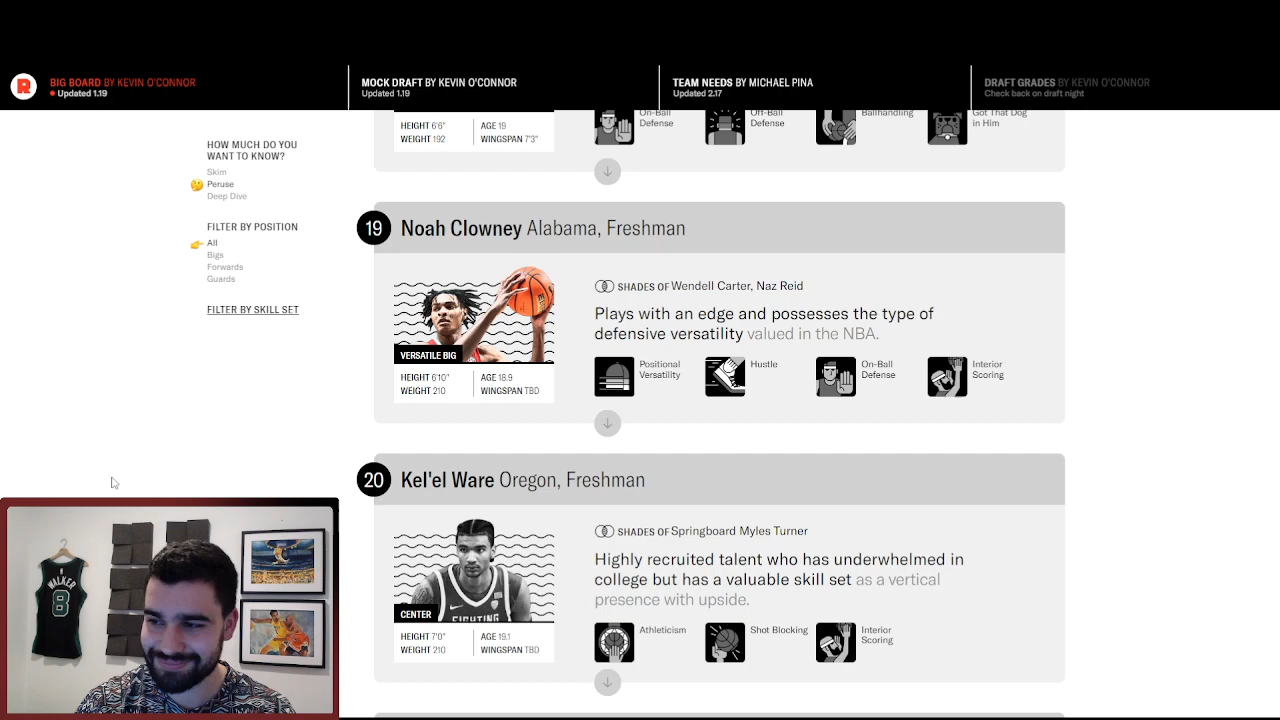 R
BIG BOARD BY KEVIN O'CONNOR
Updated 1.19
MOCK DRAFT BY KEVIN O'CONNOR
Updated 1.19
TEAM NEEDS BY MICHAEL PINA
Updated 2.17
DRAFT GRADES BY KEVIN O'CONNOR
Check back on draft night
HOW MUCH DO YOU
WANT TO KNOW?
Skim
Peruse
Deep Dive
FILTER BY POSITION
All
Bigs
Forwards
Guards
FILTER BY SKILL SET
HEIGHT 6'6"
WEIGHT 192
AGE 19
WINGSPAN 7'3"
On-Ball
Defense
Off-Ball
Defense
Ballhandling
Got That Dog
in Him
19 Noah Clowney Alabama, Freshman
VERSATILE BIG
HEIGHT 6'10"
WEIGHT 210
AGE 18.9
WINGSPAN TBD
SHADES OF Wendell Carter, Naz Reid
Plays with an edge and possesses the type of
defensive versatility valued in the NBA.
Positional
Versatility
Hustle
On-Ball
Defense
Interior
Scoring
20 Kel'el Ware Oregon, Freshman
FIGHTING
CENTER
HEIGHT 7'0"
WEIGHT 210
AGE 19.1
WINGSPAN TBD
SHADES OF Springboard Myles Turner
Highly recruited talent who has underwhelmed in
college but has a valuable skill set as a vertical
presence with upside.
Athleticism
Shot Blocking
Interior
Scoring
WALKER
8